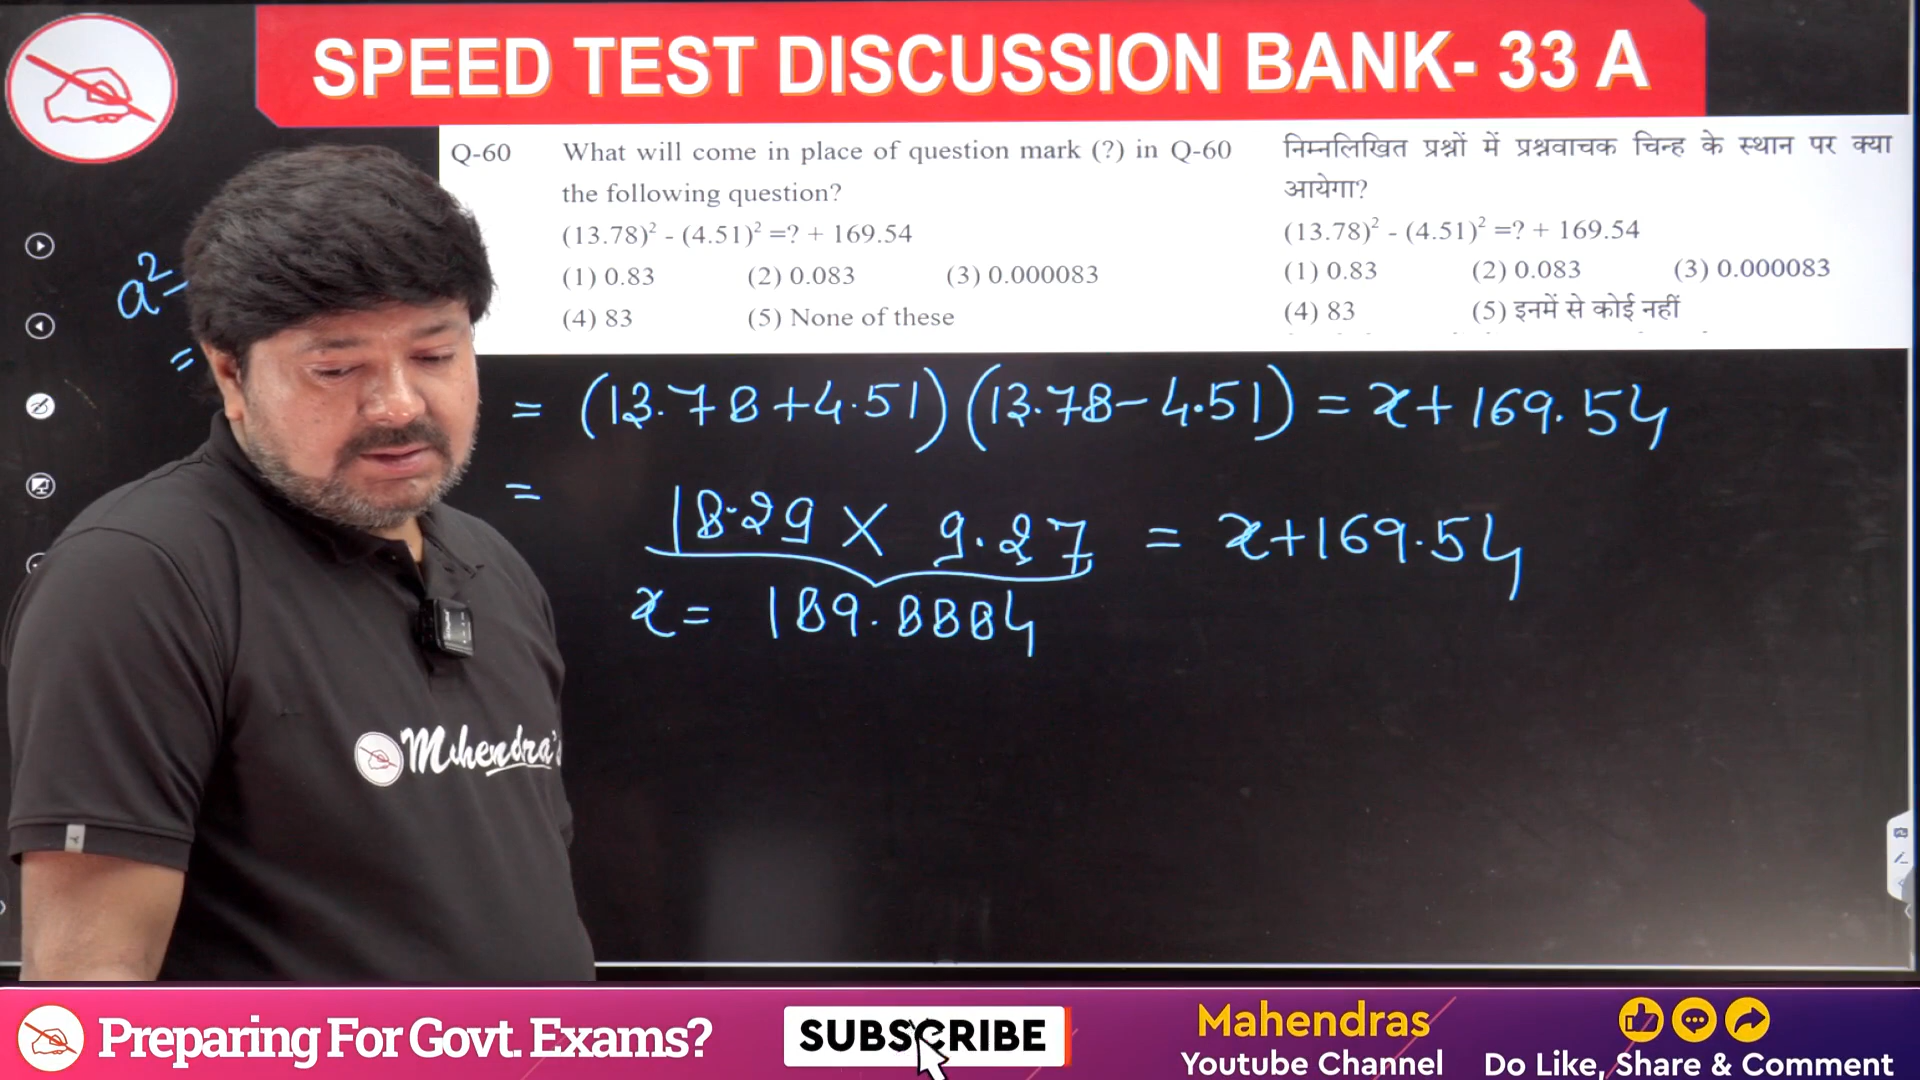 SPEED TEST DISCUSSION BANK- 33 A
Q-60 What will come in place of question mark (?) in
the following question?
(13.78)² - (4.51)² =? + 169.54
(1) 0.83 (2) 0.083 (3) 0.000083
(4) 83 (5) None of these
Q-60 निम्नलिखित प्रश्नों में प्रश्नवाचक चिन्ह के स्थान पर क्या
आयेगा?
(13.78)² - (4.51)² =? + 169.54
(1) 0.83 (2) 0.083 (3) 0.000083
(4) 83 (5) इनमें से कोई नहीं
a² -
=
= (13.78+4.51) (13.78-4.51) = x+169.54
= 18.29 × 9.27 = x+169.54
x = 189.8884
Mahendra's
Preparing For Govt. Exams?
SUBSCRIBE
Mahendras
Youtube Channel
Do Like, Share & Comment